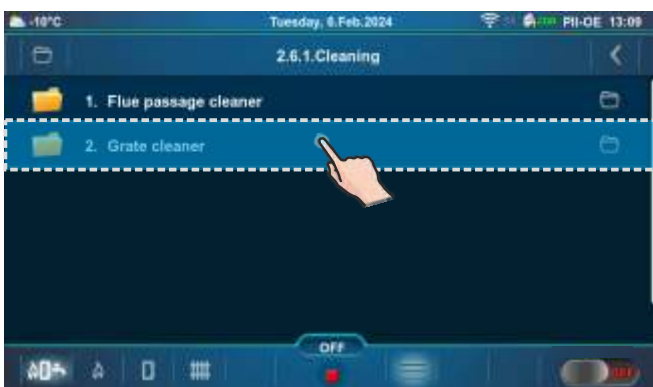 -10°C Tuesday, 6.Feb.2024 PII-OE 13:09
2.6.1.Cleaning
1. Flue passage cleaner
2. Grate cleaner
OFF
OFF